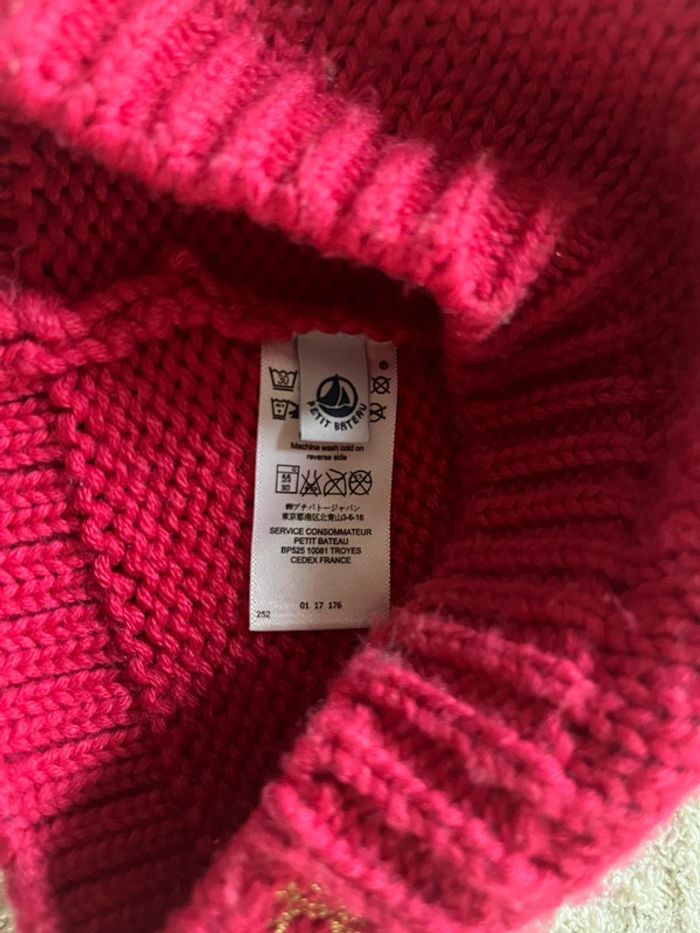 30
®
PETIT BATEAU
Machine wash cold on
reverse side
㈱プチバトージャパン
東京都港区北青山3-6-16
SERVICE CONSOMMATEUR
PETIT BATEAU
BP525 10081 TROYES
CEDEX FRANCE
01 17 176
252